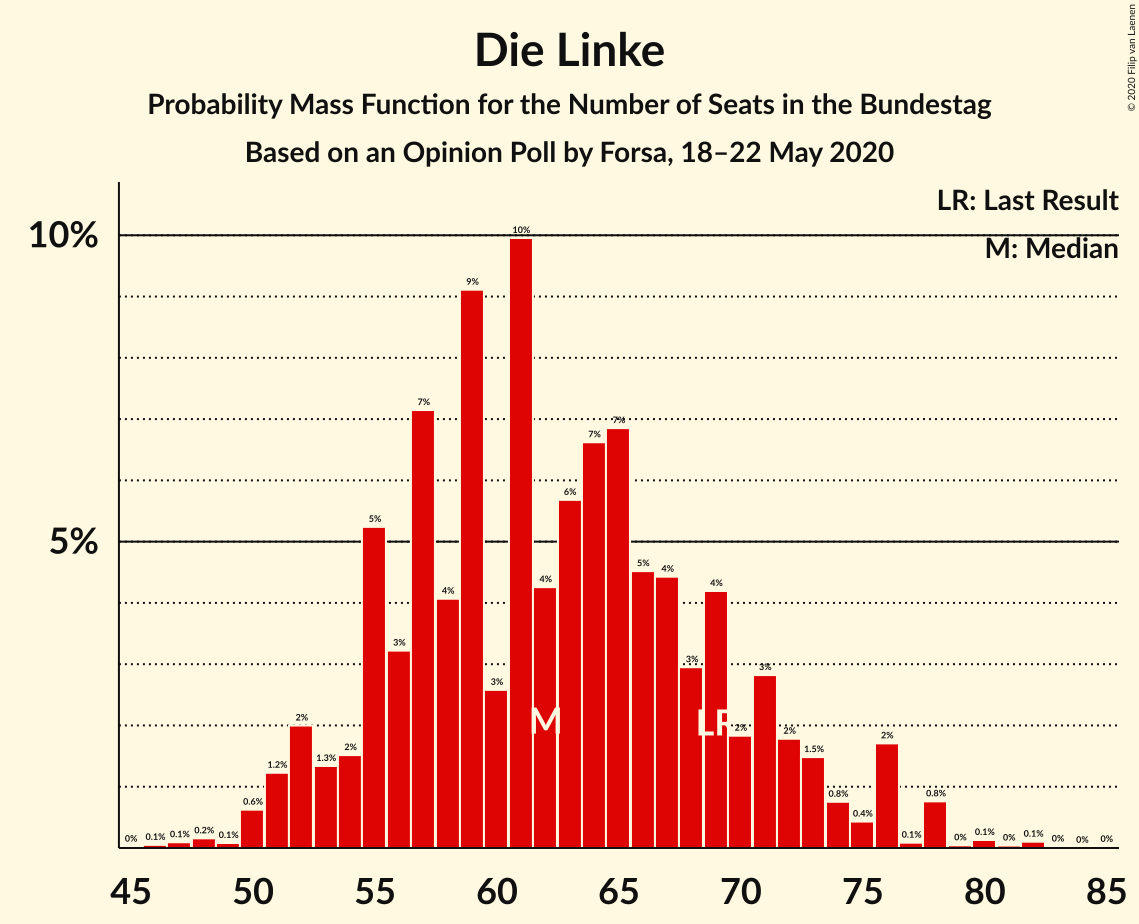 © 2020 Filip van Laenen
Die Linke
Probability Mass Function for the Number of Seats in the Bundestag
Based on an Opinion Poll by Forsa, 18–22 May 2020
LR: Last Result
M: Median
10%
5%
0% 0.1% 0.1% 0.2% 0.1% 0.6% 1.2% 2% 1.3% 2% 5% 3% 7% 4% 9% 3% 10% 4% 6% 7% 7% 5% 4% 3% 4% 2% 3% 2% 1.5% 0.8% 0.4% 2% 0.1% 0.8% 0% 0.1% 0% 0.1% 0% 0% 0%
M LR
45 50 55 60 65 70 75 80 85